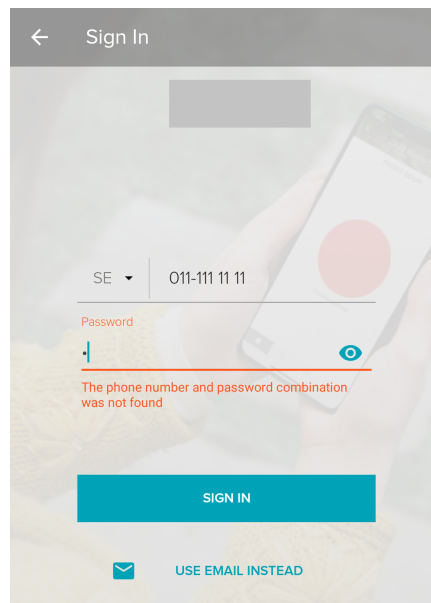 Sign In
SE
011-111 11 11
Password
•
The phone number and password combination
was not found
SIGN IN
USE EMAIL INSTEAD